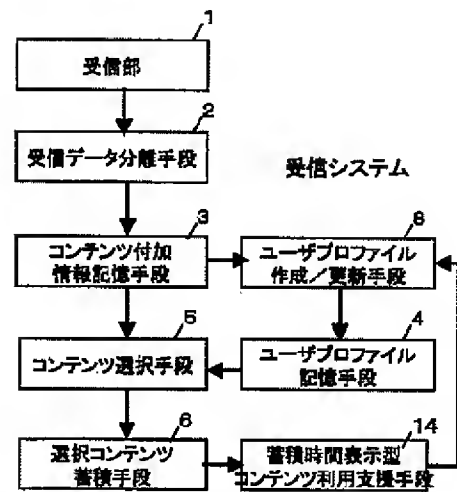 1
受信部
2
受信データ分離手段
受信システム
3
コンテンツ付加
情報記憶手段
8
ユーザプロファイル
作成／更新手段
5
コンテンツ選択手段
4
ユーザプロファイル
記憶手段
6
選択コンテンツ
蓄積手段
14
蓄積時間表示型
コンテンツ利用支援手段